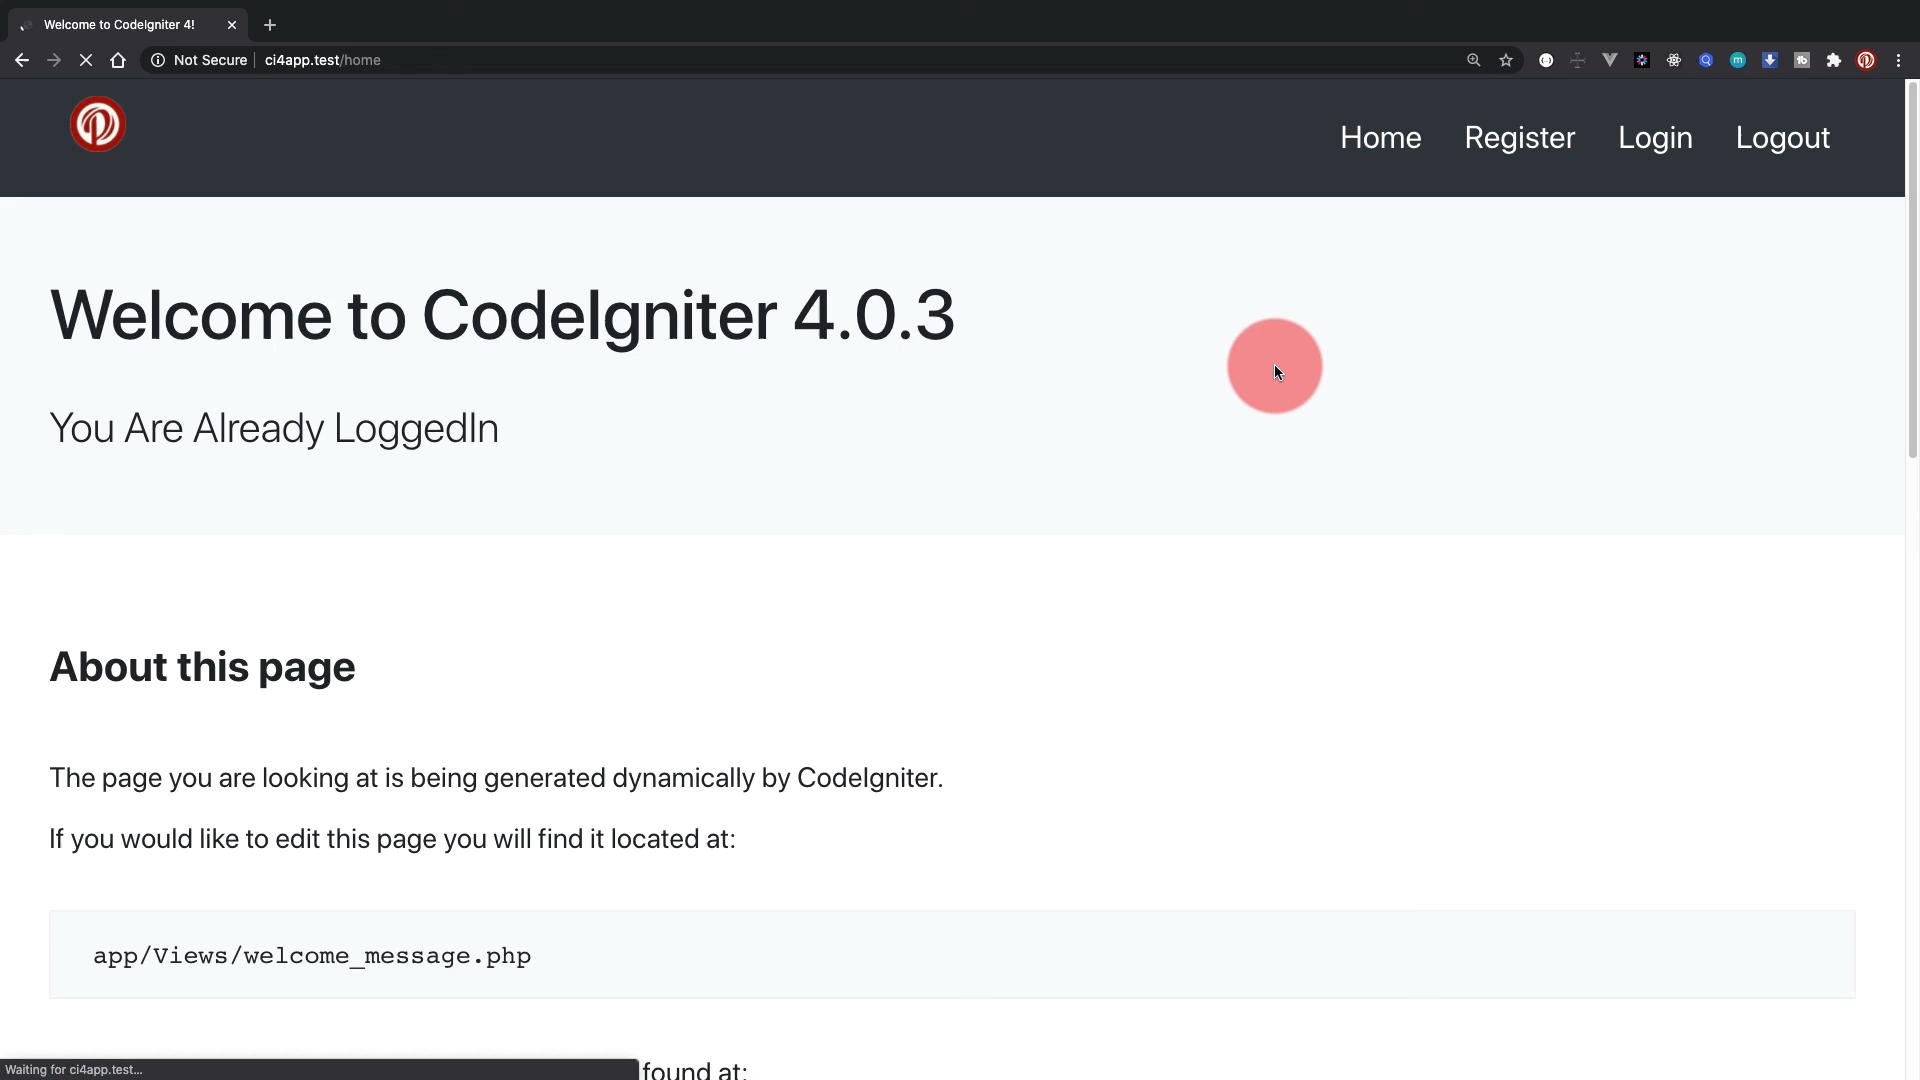 Welcome to CodeIgniter 4!
Not Secure
ci4app.test/home
Home Register Login Logout
Welcome to CodeIgniter 4.0.3
You Are Already LoggedIn
About this page
The page you are looking at is being generated dynamically by CodeIgniter.
If you would like to edit this page you will find it located at:
app/Views/welcome_message.php
found at:
Waiting for ci4app.test...